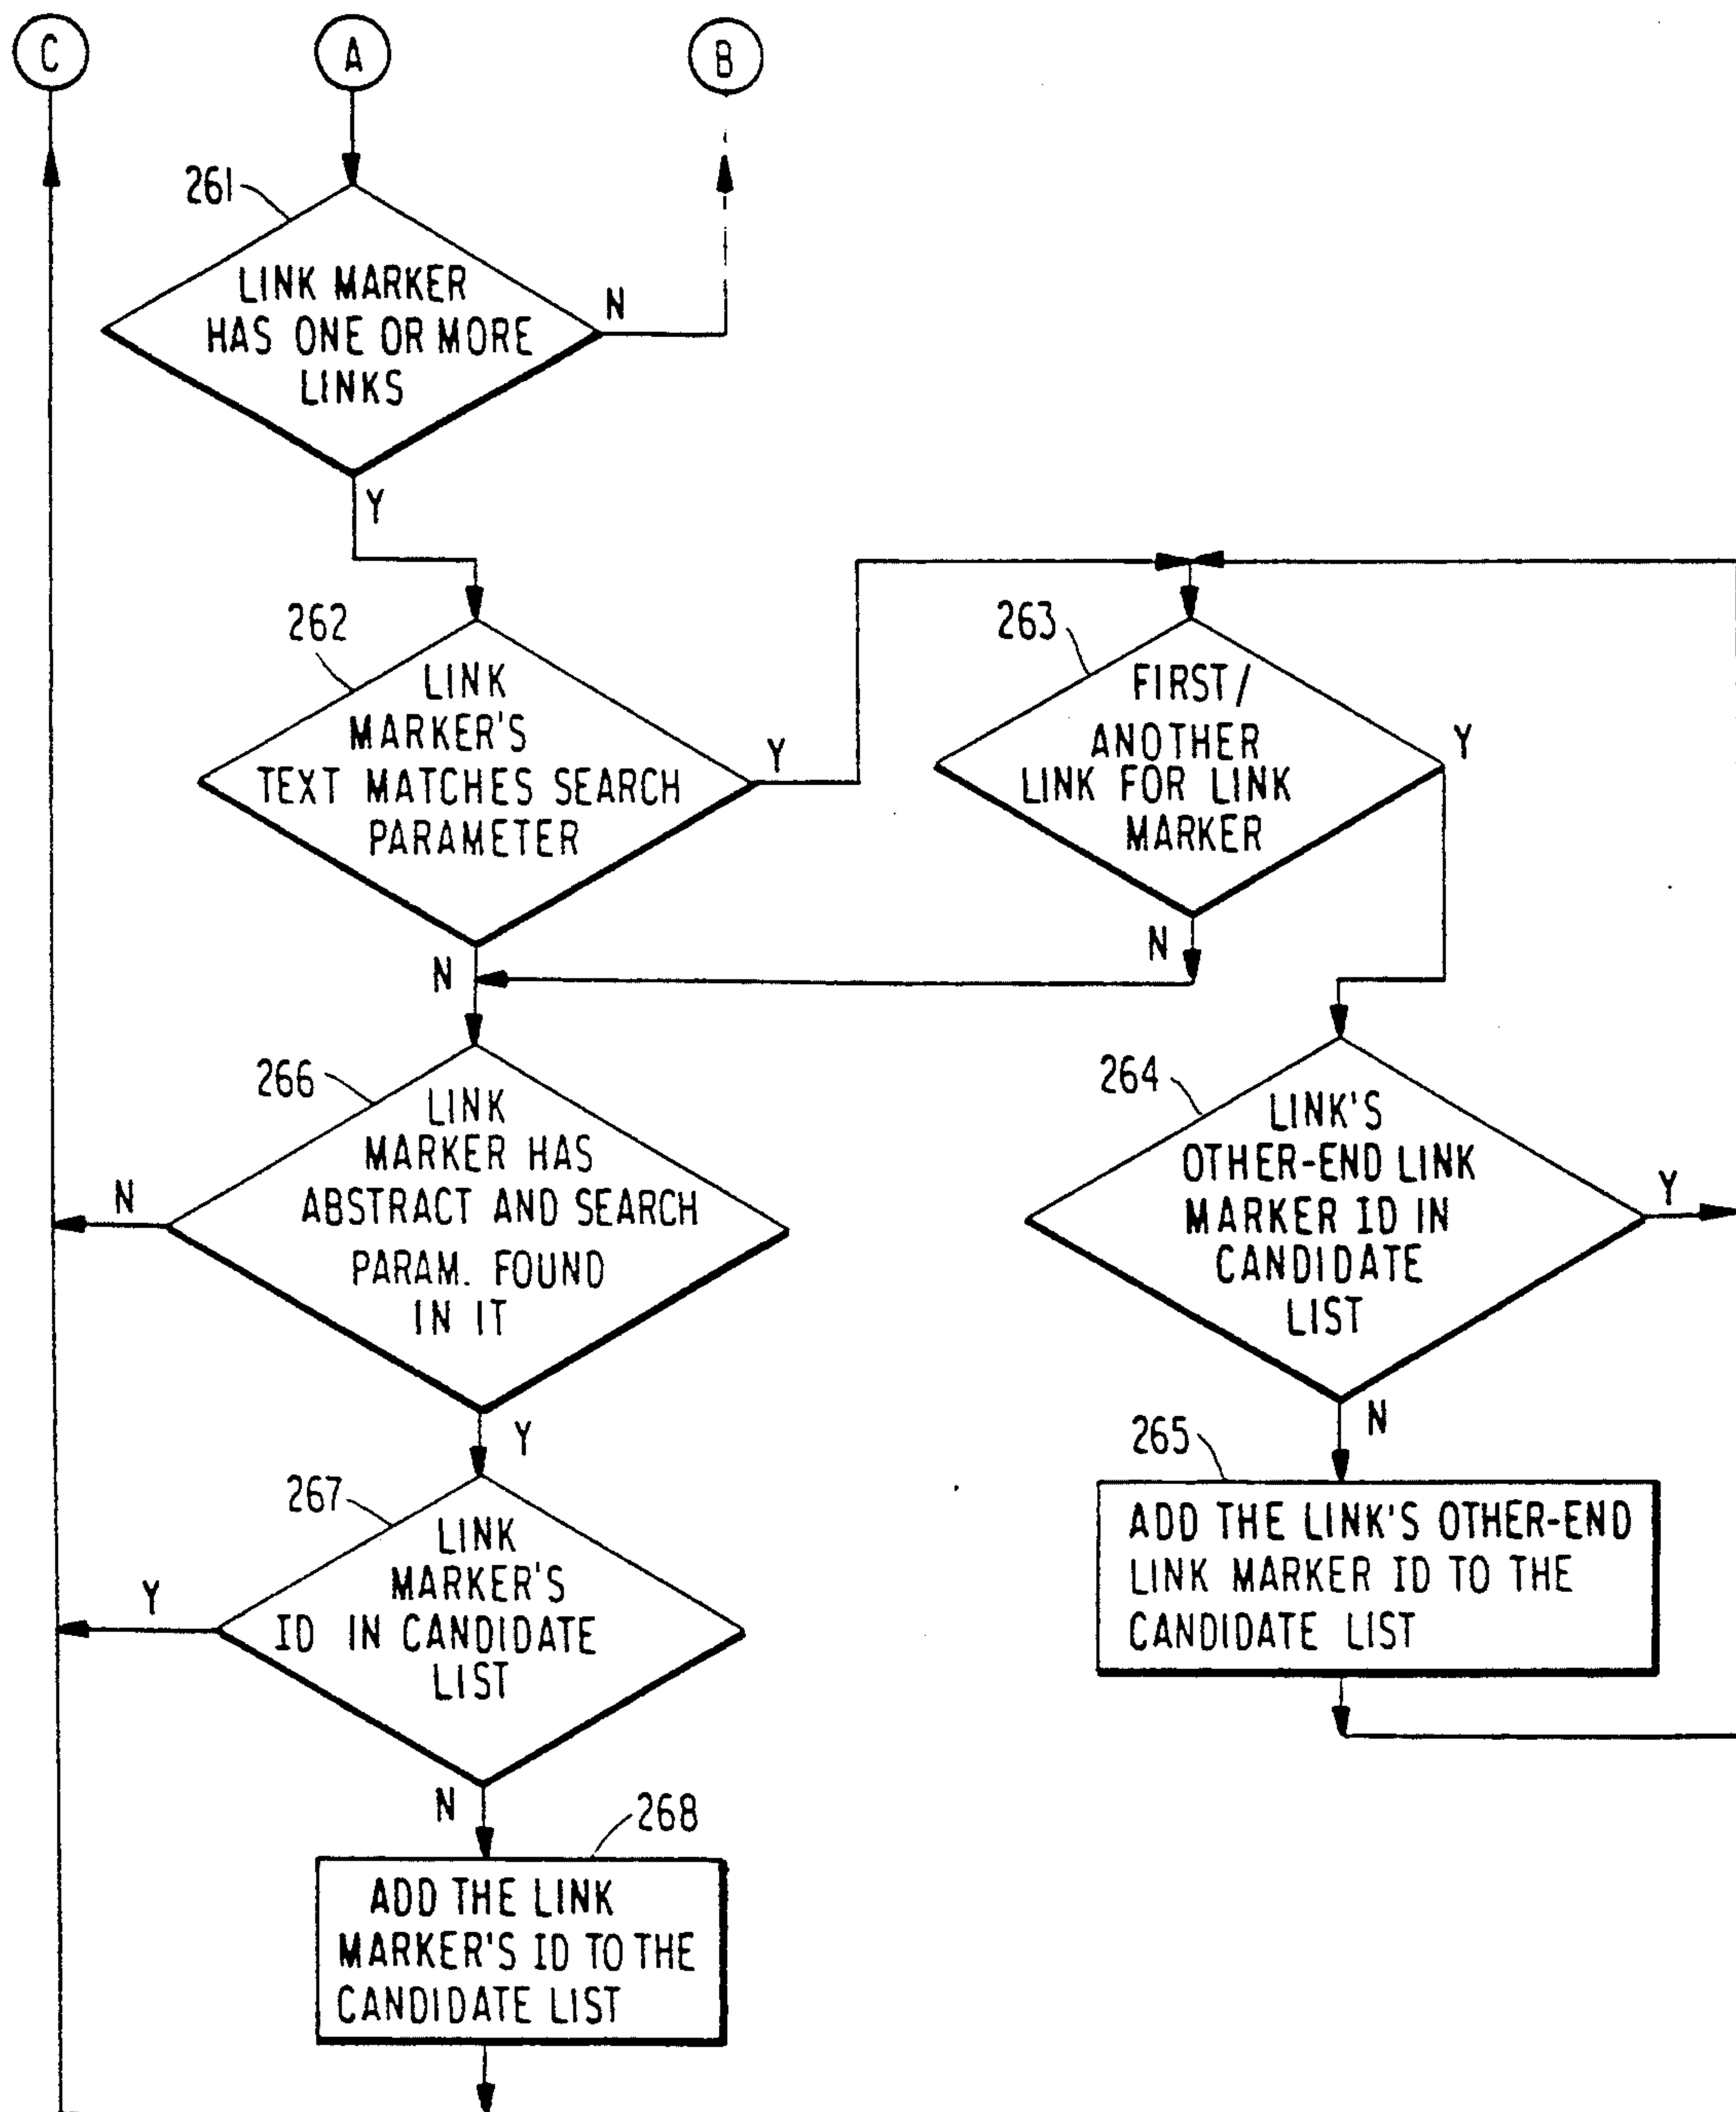 C
A
B
261
LINK MARKER
HAS ONE OR MORE
LINKS
N
Y
262
LINK
MARKER'S
TEXT MATCHES SEARCH
PARAMETER
Y
N
263
FIRST/
ANOTHER
LINK FOR LINK
MARKER
Y
N
266
LINK
MARKER HAS
ABSTRACT AND SEARCH
PARAM. FOUND
IN IT
N
Y
264
LINK'S
OTHER-END LINK
MARKER ID IN
CANDIDATE
LIST
Y
N
265
ADD THE LINK'S OTHER-END
LINK MARKER ID TO THE
CANDIDATE LIST
267
LINK
MARKER'S
ID IN CANDIDATE
LIST
Y
N
268
ADD THE LINK
MARKER'S ID TO THE
CANDIDATE LIST